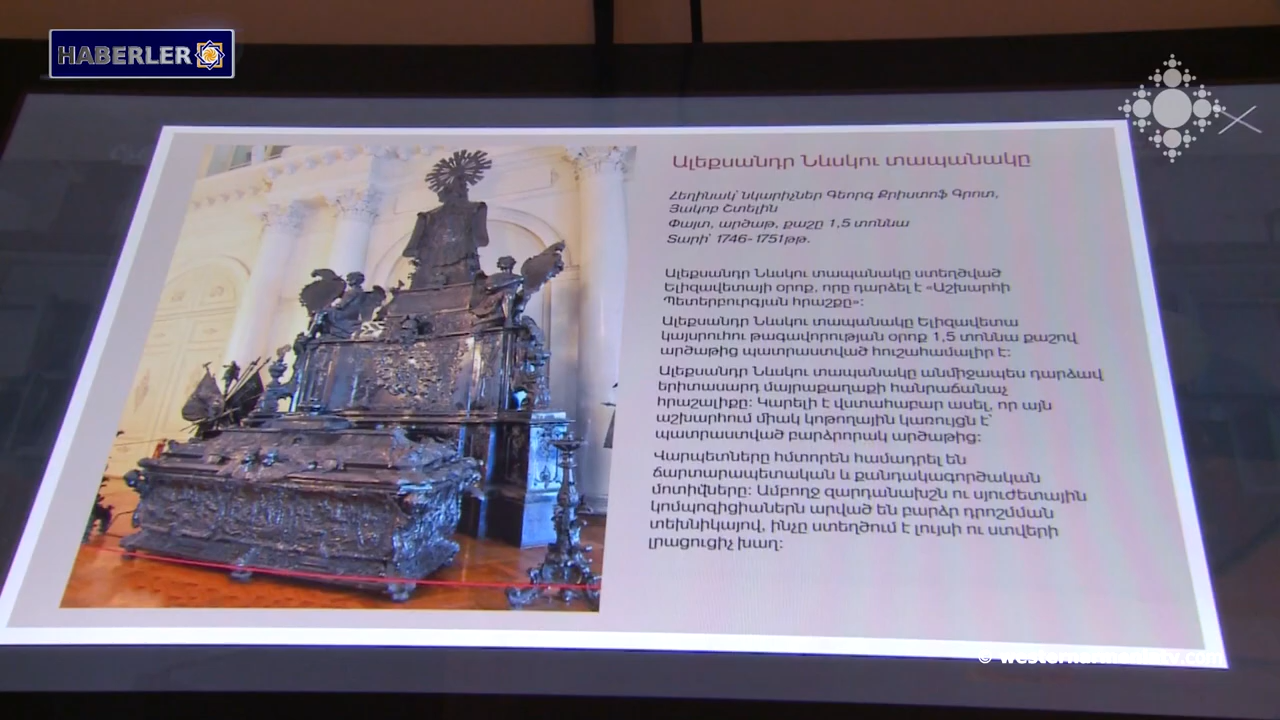 HABERLER
Ալեքսանդր Նևսկու տապանակը
Հեղինակ՝ նկարիչներ Գեորգ Քրիստոֆ Գրոտ,
Յակոբ Շտելին
Փայտ, արծաթ, քաշը 1,5 տոննա
Տարի՝ 1746-1751թթ.
Ալեքսանդր Նևսկու տապանակը ստեղծված
Ելիզավետայի օրոք, որը դարձել է «Աշխարհի
Պետերբուրգյան հրաշքը»:
Ալեքսանդր Նևսկու տապանակը Ելիզավետա
կայսրուհու թագավորության օրոք 1,5 տոննա քաշով
արծաթից պատրաստված հուշահամալիր է:
Ալեքսանդր Նևսկու տապանակը անմիջապես դարձավ
երիտասարդ մայրաքաղաքի հանրաճանաչ
հրաշալիքը: Կարելի է վստահաբար ասել, որ այն
աշխարհում միակ կոթողային կառույցն է՝
պատրաստված բարձրորակ արծաթից:
Վարպետները հմտորեն համադրել են
ճարտարապետական և քանդակագործական
մոտիվները: Ամբողջ զարդանախշն ու սյուժետային
կոմպոզիցիաներն արված են բարձր դրոշմման
տեխնիկայով, ինչը ստեղծում է լույսի ու ստվերի
լրացուցիչ խաղ: